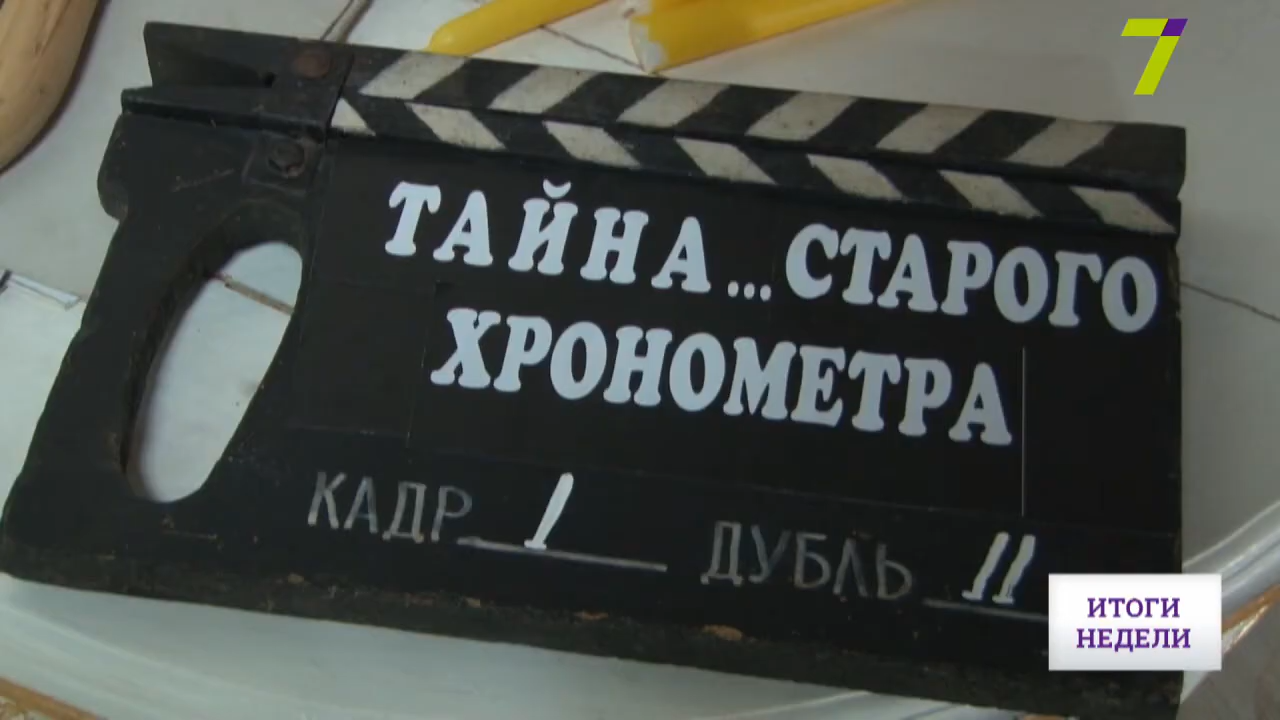 7
ТАЙНА... СТАРОГО
ХРОНОМЕТРА
КАДР 1 ДУБЛЬ 11
ИТОГИ
НЕДЕЛИ